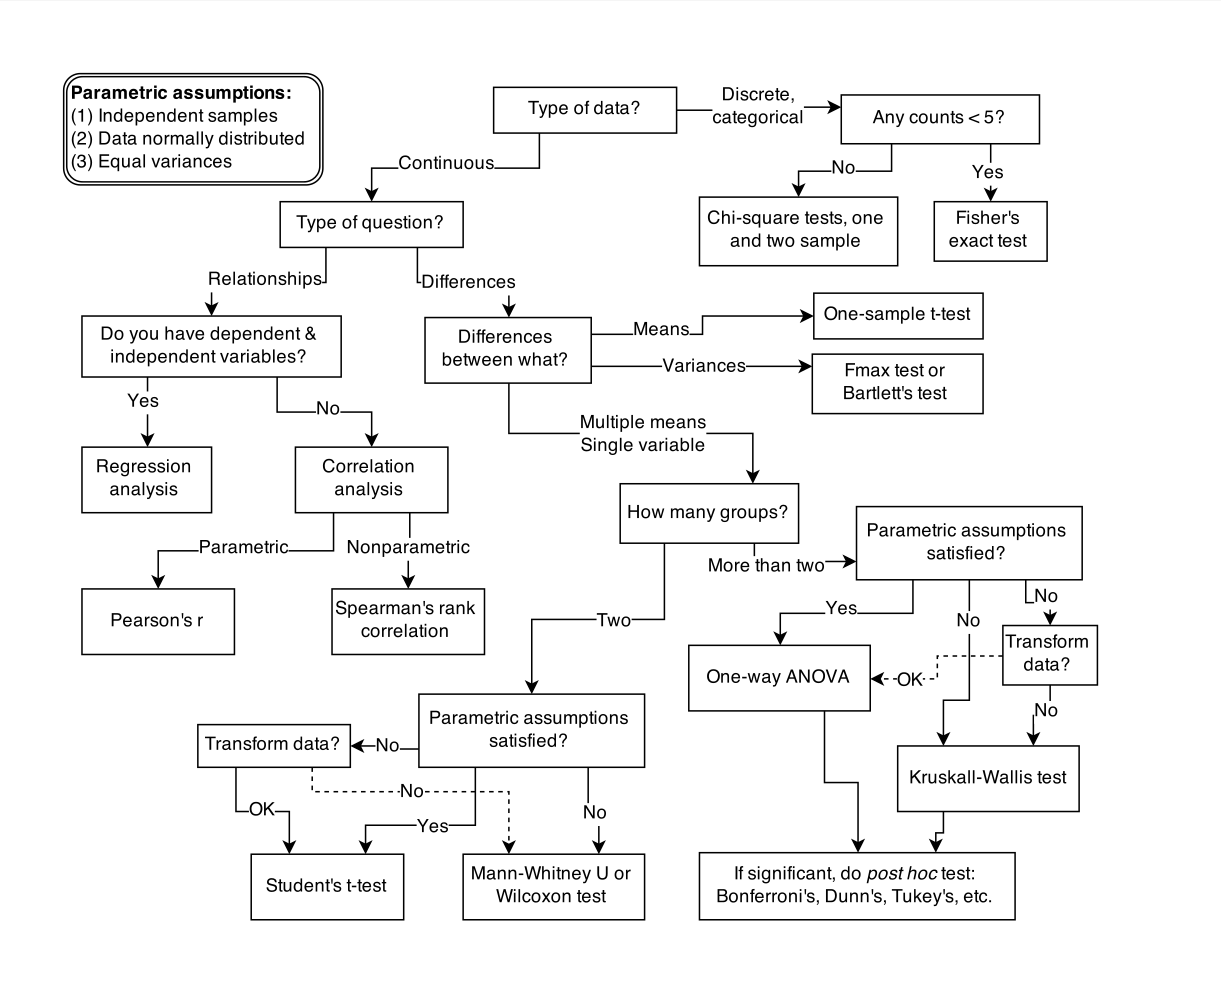 Parametric assumptions:
(1) Independent samples
(2) Data normally distributed
(3) Equal variances
Type of data?
Discrete,
categorical
Any counts < 5?
Continuous
No
Yes
Type of question?
Chi-square tests, one
and two sample
Fisher's
exact test
Relationships
Differences
Do you have dependent &
independent variables?
Differences
between what?
Means
One-sample t-test
Variances
Fmax test or
Bartlett's test
Yes
No
Multiple means
Single variable
Regression
analysis
Correlation
analysis
How many groups?
Parametric assumptions
satisfied?
Parametric
Nonparametric
More than two
Pearson's r
Spearman's rank
correlation
Two
Yes
No
No
Transform
data?
One-way ANOVA
OK
No
Parametric assumptions
satisfied?
Transform data?
No
Kruskall-Wallis test
No
OK
Yes
No
Student's t-test
Mann-Whitney U or
Wilcoxon test
If significant, do post hoc test:
Bonferroni's, Dunn's, Tukey's, etc.